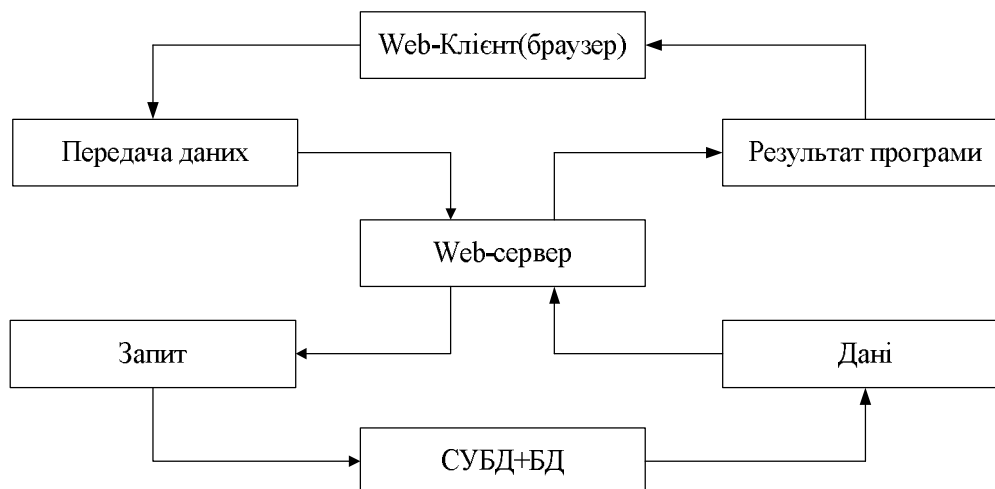 Web-Клієнт(браузер)
Передача даних
Результат програми
Web-сервер
Запит
Дані
СУБД+БД